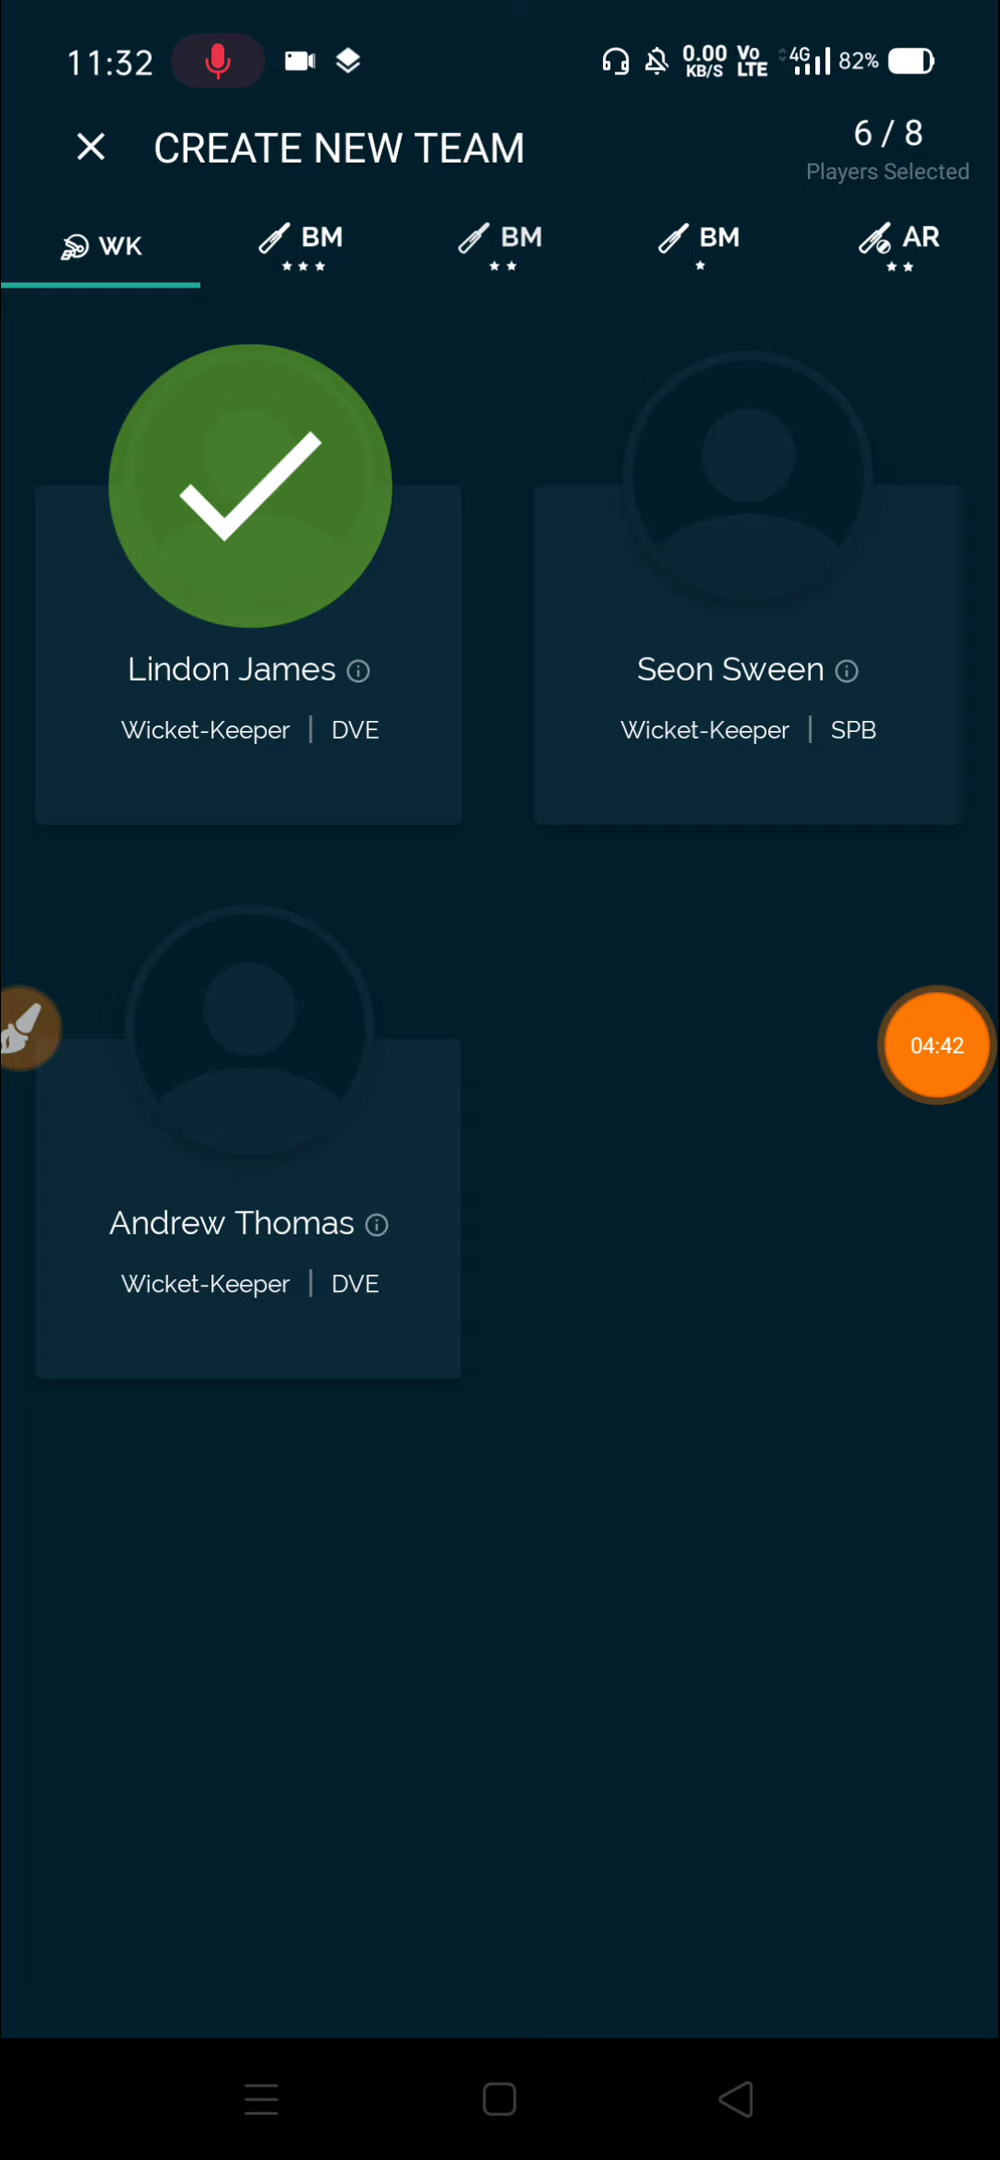 11:32 0.00 KB/S Vo LTE 4G 82%
CREATE NEW TEAM
6 / 8
Players Selected
WK BM BM BM AR
Lindon James
Wicket-Keeper | DVE
Seon Sween
Wicket-Keeper | SPB
04:42
Andrew Thomas
Wicket-Keeper | DVE